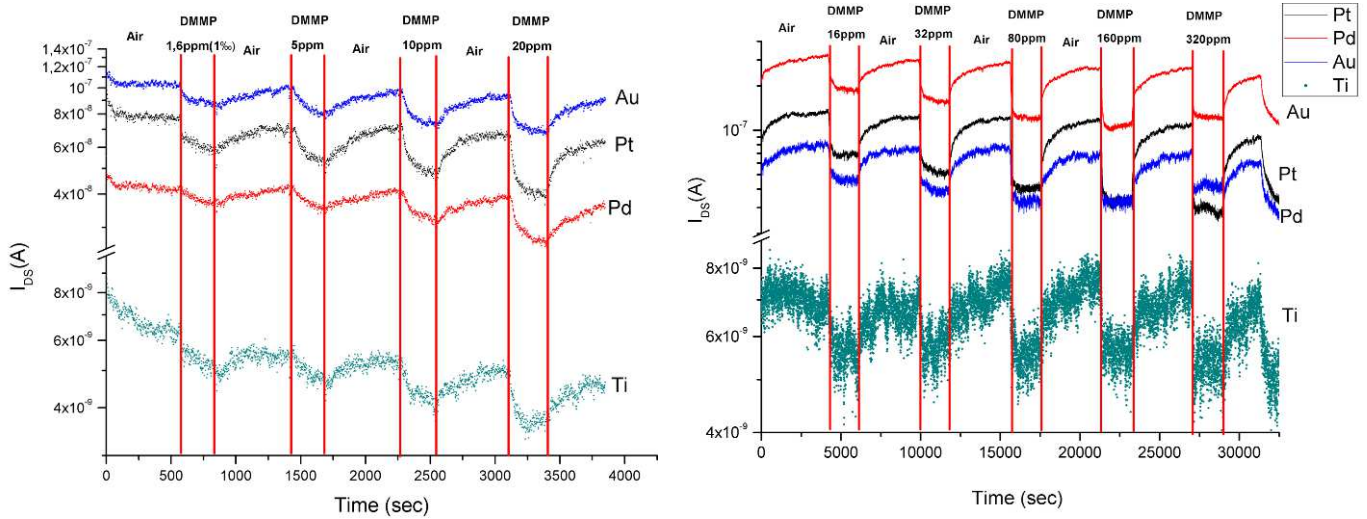 DMMP DMMP DMMP DMMP
Air 1,6ppm(1‰) Air 5ppm Air 10ppm Air 20ppm
1,4x10⁻⁷
1,2x10⁻⁷
10⁻⁷
8x10⁻⁸
6x10⁻⁸
4x10⁻⁸
8x10⁻⁹
6x10⁻⁹
4x10⁻⁹
I_DS(A)
Au
Pt
Pd
Ti
0 500 1000 1500 2000 2500 3000 3500 4000
Time (sec)
DMMP DMMP DMMP DMMP DMMP
Air 16ppm Air 32ppm Air 80ppm Air 160ppm 320ppm
Pt
Pd
Au
Ti
10⁻⁷
8x10⁻⁹
6x10⁻⁹
4x10⁻⁹
I_DS(A)
Au
Pt
Pd
Ti
0 5000 10000 15000 20000 25000 30000
Time (sec)